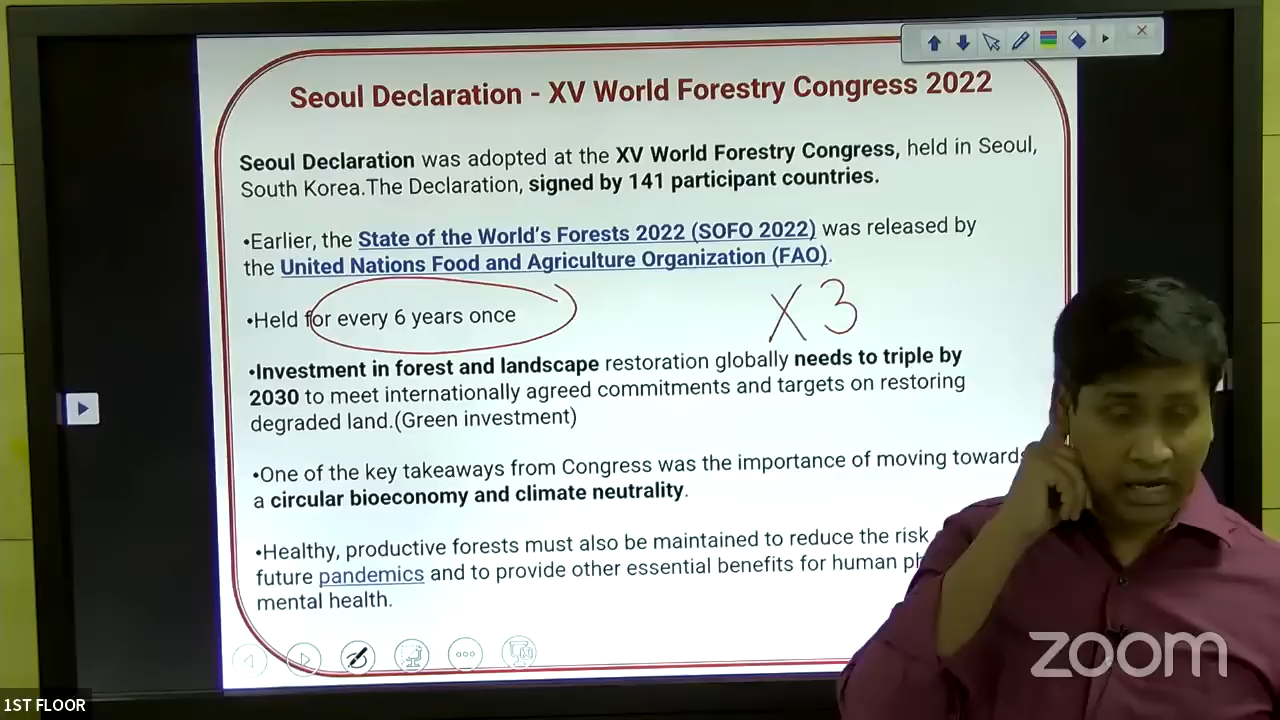 Seoul Declaration - XV World Forestry Congress 2022
Seoul Declaration was adopted at the XV World Forestry Congress, held in Seoul,
South Korea.The Declaration, signed by 141 participant countries.
•Earlier, the State of the World's Forests 2022 (SOFO 2022) was released by
the United Nations Food and Agriculture Organization (FAO).
•Held for every 6 years once
X 3
•Investment in forest and landscape restoration globally needs to triple by
2030 to meet internationally agreed commitments and targets on restoring
degraded land.(Green investment)
•One of the key takeaways from Congress was the importance of moving towards
a circular bioeconomy and climate neutrality.
•Healthy, productive forests must also be maintained to reduce the risk
future pandemics and to provide other essential benefits for human
mental health.
zoom
1ST FLOOR